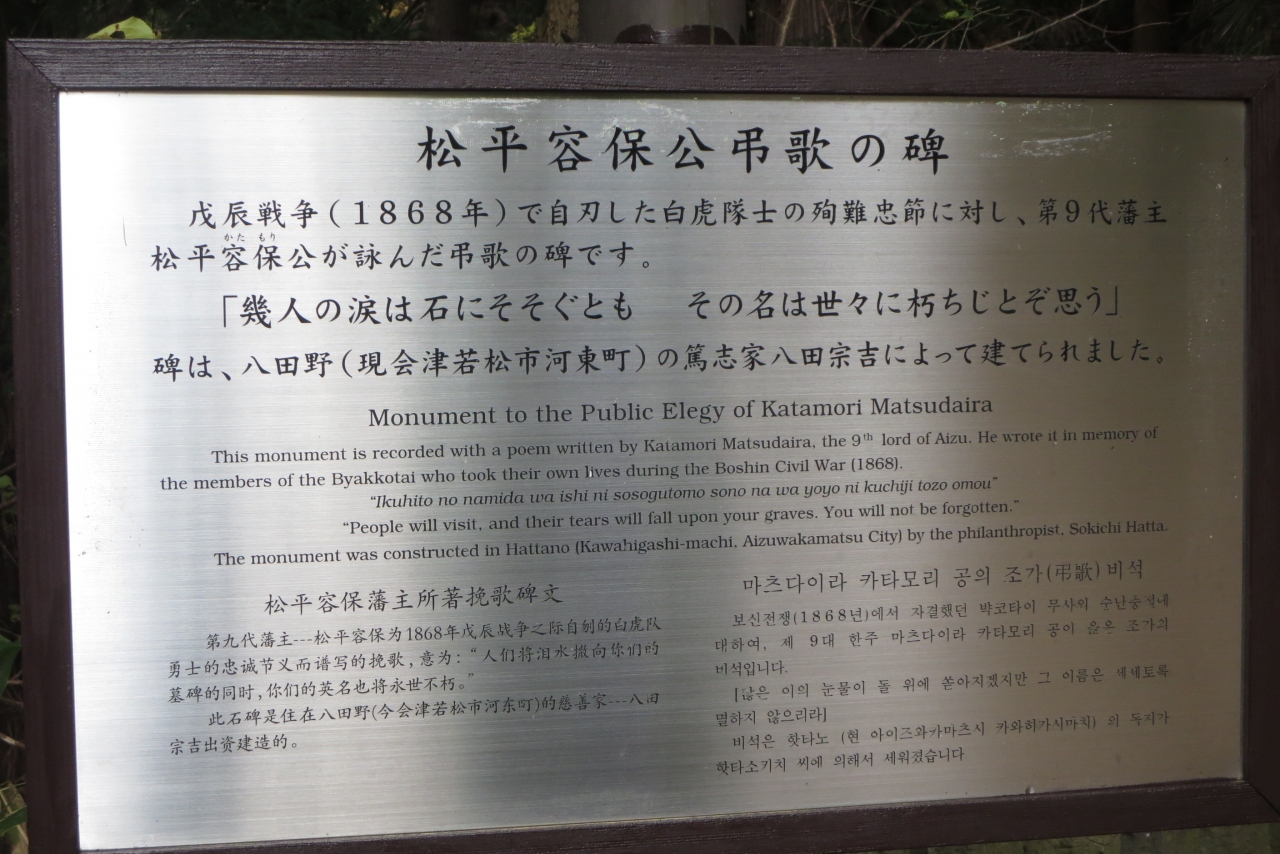 松平容保公弔歌の碑
戊辰戦争(1868年)で自刃した白虎隊士の殉難忠節に対し、第9代藩主
かた もり
松平容保公が詠んだ弔歌の碑です。
「幾人の涙は石にそそぐとも その名は世々に朽ちじとぞ思う」
碑は、八田野(現会津若松市河東町)の篤志家八田宗吉によって建てられました。
Monument to the Public Elegy of Katamori Matsudaira
This monument is recorded with a poem written by Katamori Matsudaira, the 9th lord of Aizu. He wrote it in memory of
the members of the Byakkotai who took their own lives during the Boshin Civil War (1868).
"Ikuhito no namida wa ishi ni sosogutomo sono na wa yoyo ni kuchiji tozo omou"
"People will visit, and their tears will fall upon your graves. You will not be forgotten."
The monument was constructed in Hattano (Kawahigashi-machi, Aizuwakamatsu City) by the philanthropist, Sokichi Hatta.
松平容保藩主所著挽歌碑文
第九代藩主---松平容保为1868年戊辰战争之际自刎的白虎队
勇士的忠诚节义而谱写的挽歌,意为:"人们将泪水撒向你们的
墓碑的同时,你们的英名也将永世不朽。"
此石碑是住在八田野(今会津若松市河东町)的慈善家---八田
宗吉出资建造的。
마츠다이라 카타모리 공의 조가(弔歌)비석
보신전쟁(1868년)에서 자결했던 뱍코타이 무사의 순난충절에
대하여, 제 9대 한주 마츠다이라 카타모리 공이 읊은 조가의
비석입니다.
[많은 이의 눈물이 돌 위에 쏟아지겠지만 그 이름은 세세토록
멸하지 않으리라]
비석은 핫타노 (현 아이즈와카마츠시 카와히가시마치) 의 독지가
핫타소기치 씨에 의해서 세워졌습니다